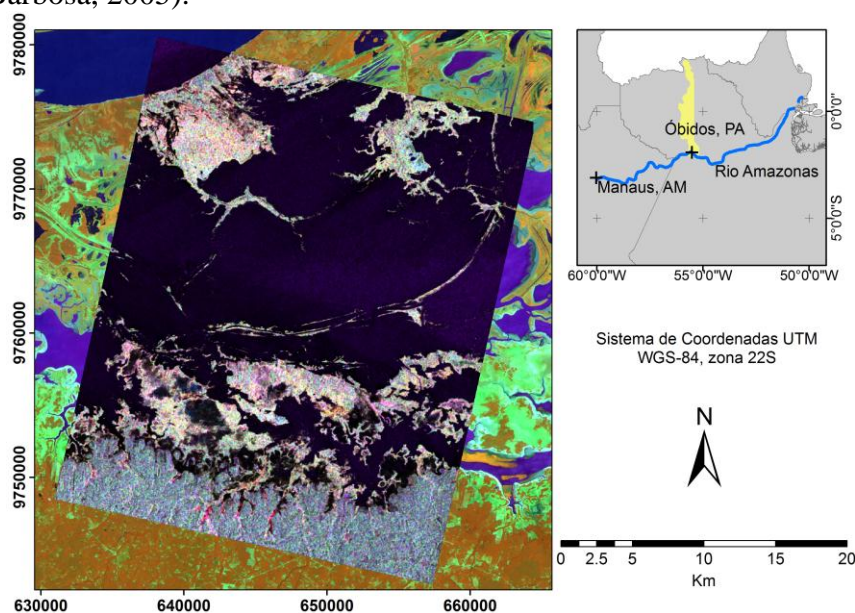 Barbosa, 2005).
9780000
9770000
9760000
9750000
630000
640000
650000
660000
Óbidos, PA
Manaus, AM
Rio Amazonas
0°0'0"
5°0'0"S
60°0'0"W
55°0'0"W
50°0'0"W
Sistema de Coordenadas UTM
WGS-84, zona 22S
N
0
2.5
5
10
15
20
Km